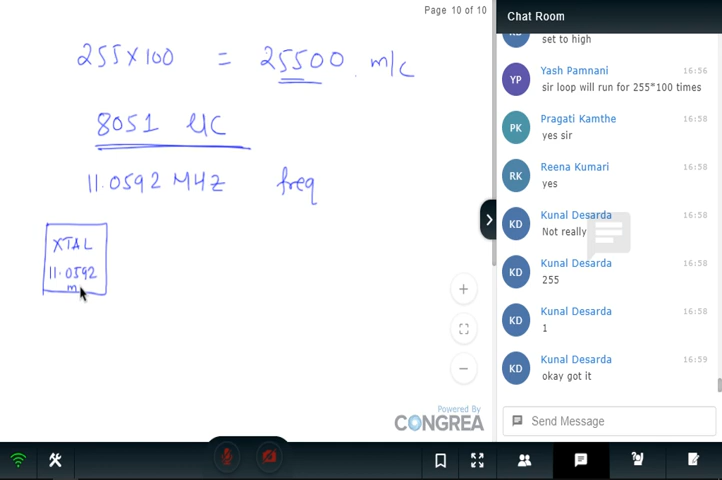 Page 10 of 10
255 x 100 = 25500 m/c
8051 uC
11.0592 MHZ freq
XTAL
11.0592
m
Powered By
CONGREA
Chat Room
KD
set to high
YP Yash Pamnani 16:56
sir loop will run for 255*100 times
PK Pragati Kamthe 16:58
yes sir
RK Reena Kumari 16:58
yes
KD Kunal Desarda 16:58
Not really
KD Kunal Desarda 16:58
255
KD Kunal Desarda 16:58
1
KD Kunal Desarda 16:59
okay got it
Send Message